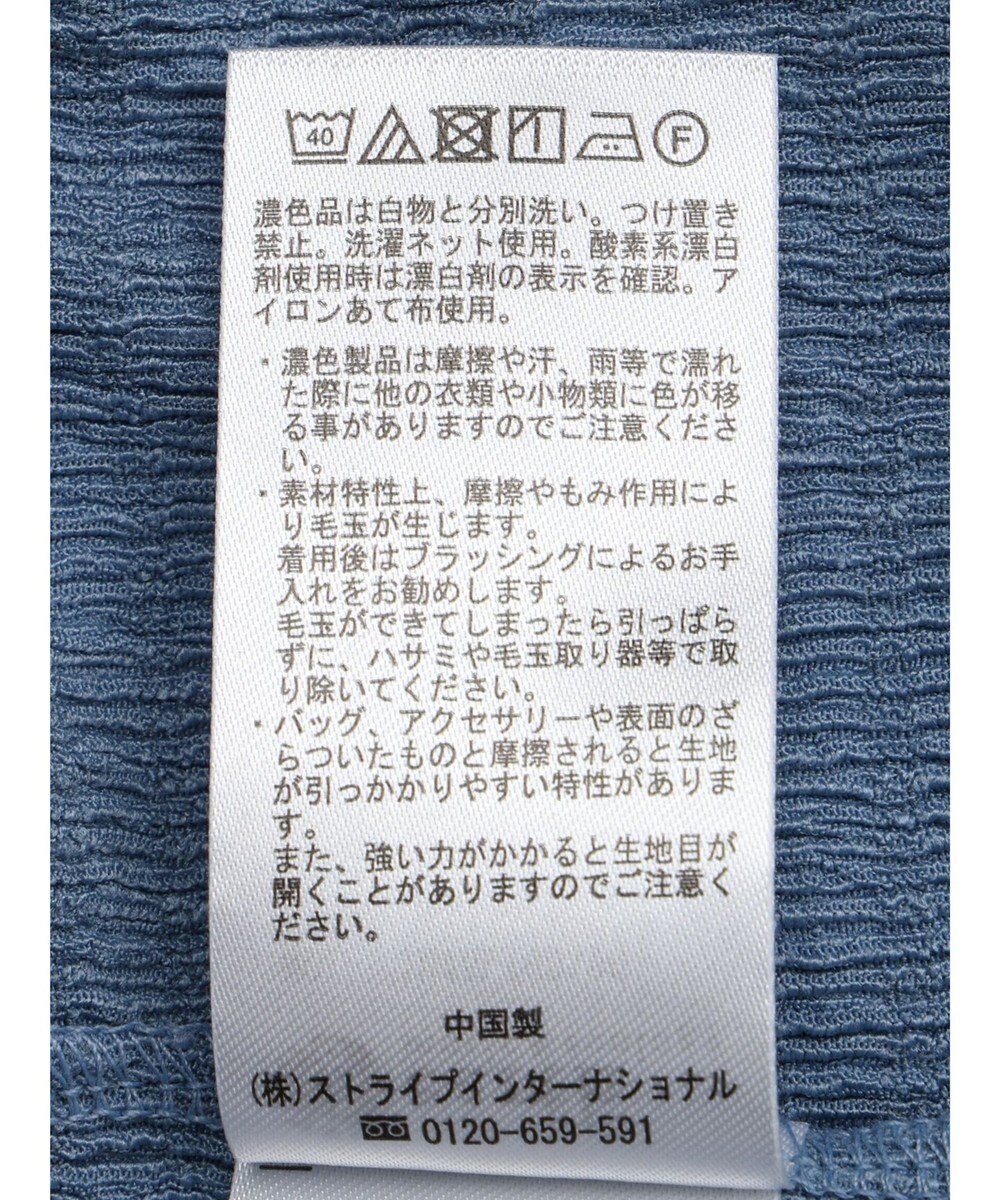 40 F
濃色品は白物と分別洗い。つけ置き
禁止。洗濯ネット使用。酸素系漂白
剤使用時は漂白剤の表示を確認。ア
イロンあて布使用。
・濃色製品は摩擦や汗、雨等で濡れ
た際に他の衣類や小物類に色が移
る事がありますのでご注意くださ
い。
・素材特性上、摩擦やもみ作用によ
り毛玉が生じます。
着用後はブラッシングによるお手
入れをお勧めします。
毛玉ができてしまったら引っぱら
ずに、ハサミや毛玉取り器等で取
り除いてください。
・バッグ、アクセサリーや表面のざ
らついたものと摩擦されると生地
が引っかかりやすい特性がありま
す。
また、強い力がかかると生地目が
開くことがありますのでご注意く
ださい。
中国製
(株)ストライプインターナショナル
0120-659-591